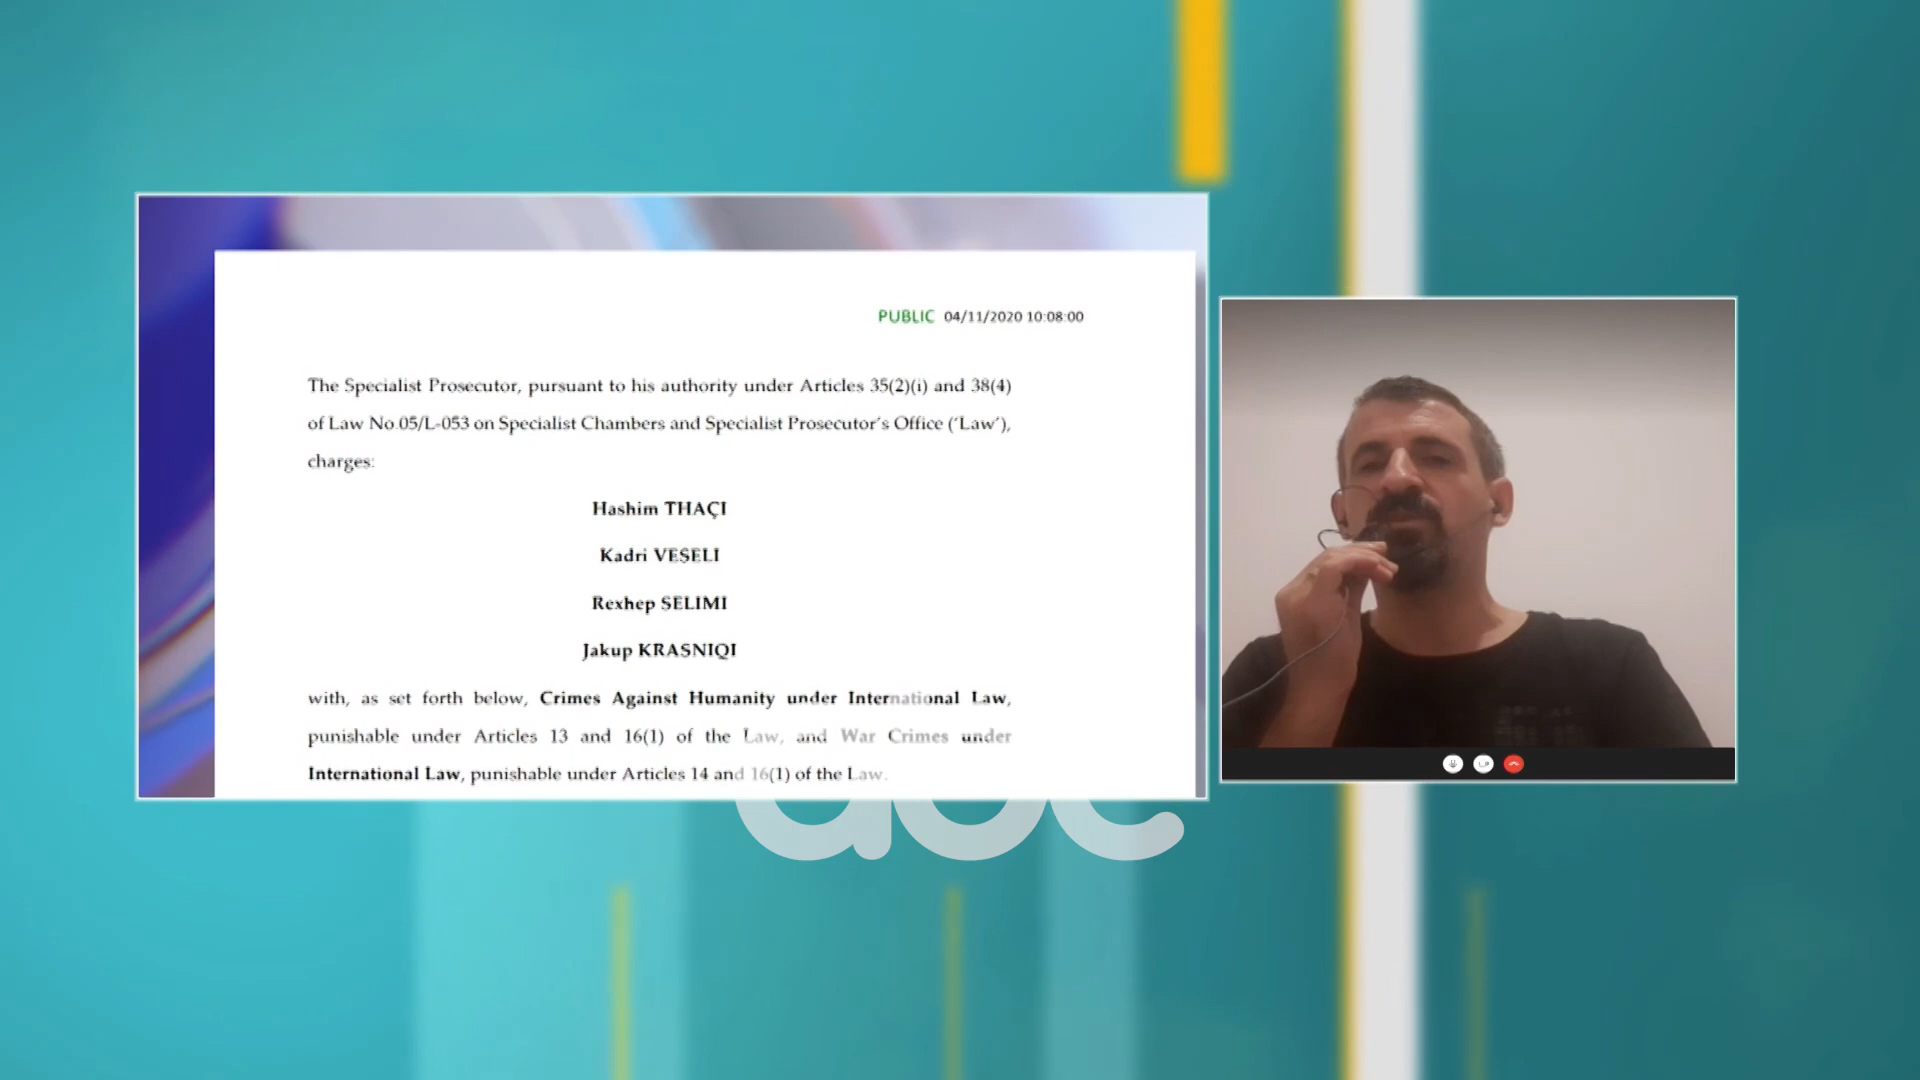 PUBLIC 04/11/2020 10:08:00
The Specialist Prosecutor, pursuant to his authority under Articles 35(2)(i) and 38(4)
of Law No.05/L-053 on Specialist Chambers and Specialist Prosecutor's Office ('Law'),
charges:
Hashim THAÇI
Kadri VESELI
Rexhep SELIMI
Jakup KRASNIQI
with, as set forth below, Crimes Against Humanity under International Law,
punishable under Articles 13 and 16(1) of the Law, and War Crimes under
International Law, punishable under Articles 14 and 16(1) of the Law.